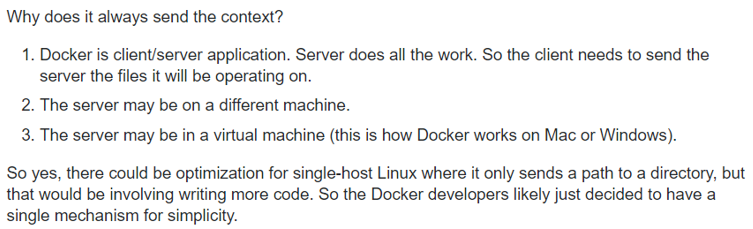 Why does it always send the context?
1. Docker is client/server application. Server does all the work. So the client needs to send the
server the files it will be operating on.
2. The server may be on a different machine.
3. The server may be in a virtual machine (this is how Docker works on Mac or Windows).
So yes, there could be optimization for single-host Linux where it only sends a path to a directory, but
that would be involving writing more code. So the Docker developers likely just decided to have a
single mechanism for simplicity.